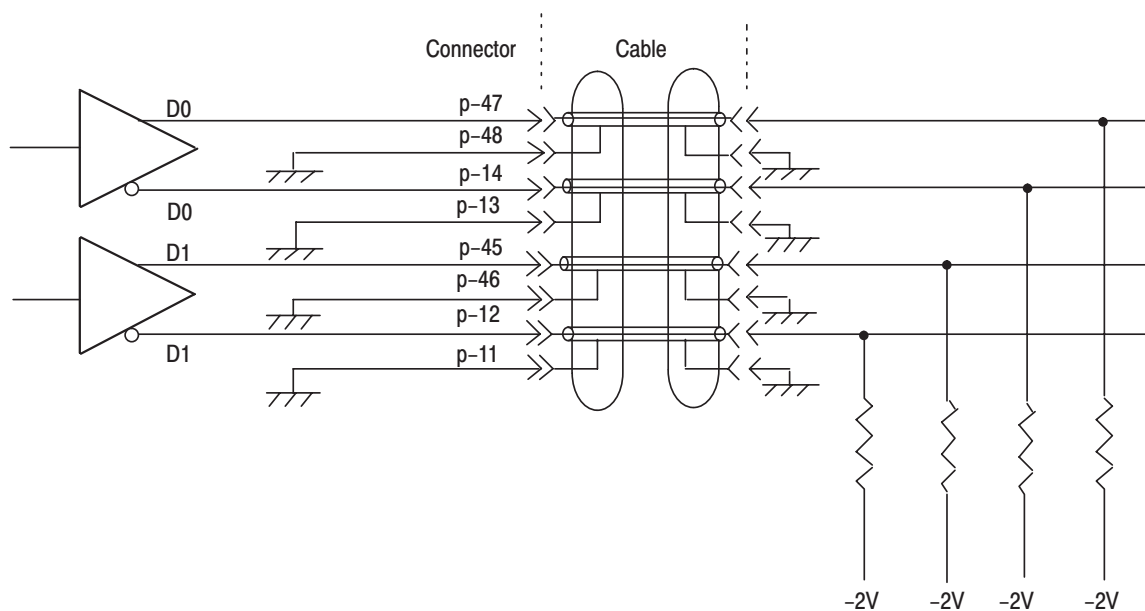 Connector
Cable
D0
p-47
p-48
p-14
p-13
D0
D1
p-45
p-46
p-12
D1
p-11
-2V
-2V
-2V
-2V